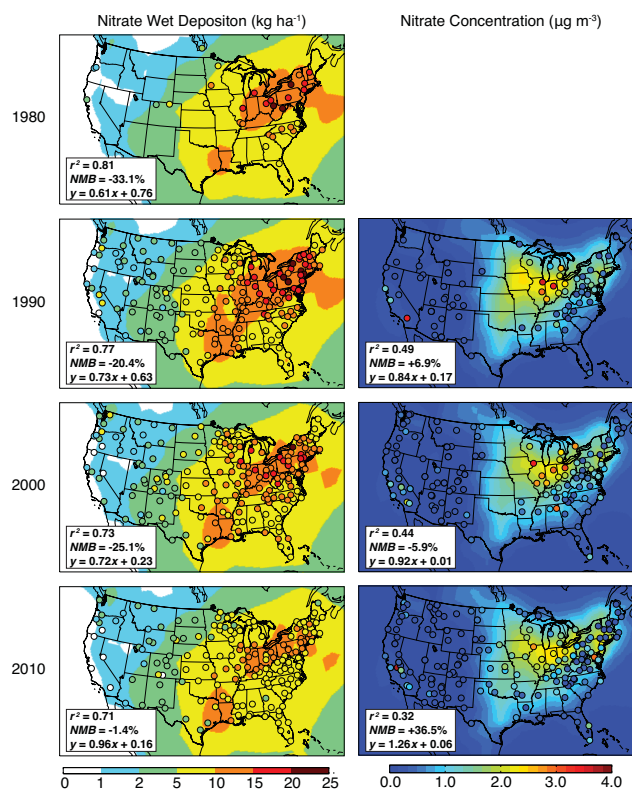 Nitrate Wet Depositon (kg ha⁻¹)
Nitrate Concentration (µg m⁻³)
1980
r² = 0.81
NMB = -33.1%
y = 0.61x + 0.76
1990
r² = 0.77
NMB = -20.4%
y = 0.73x + 0.63
r² = 0.49
NMB = +6.9%
y = 0.84x + 0.17
2000
r² = 0.73
NMB = -25.1%
y = 0.72x + 0.23
r² = 0.44
NMB = -5.9%
y = 0.92x + 0.01
2010
r² = 0.71
NMB = -1.4%
y = 0.96x + 0.16
r² = 0.32
NMB = +36.5%
y = 1.26x + 0.06
0 1 2 5 10 15 20 25
0.0 1.0 2.0 3.0 4.0